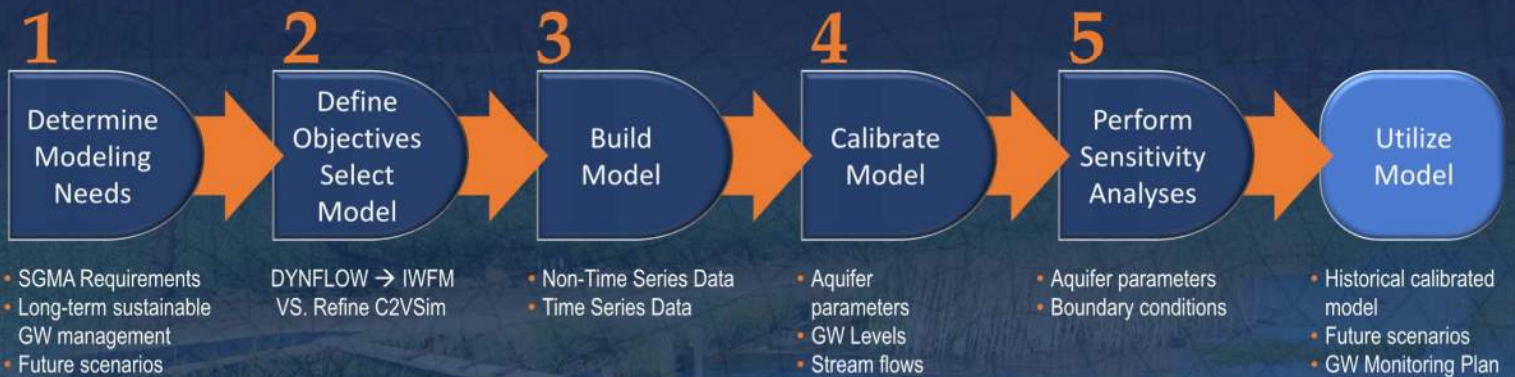 1
Determine
Modeling
Needs
• SGMA Requirements
• Long-term sustainable
GW management
• Future scenarios
2
Define
Objectives
Select
Model
DYNFLOW → IWFM
VS. Refine C2VSim
3
Build
Model
• Non-Time Series Data
• Time Series Data
4
Calibrate
Model
• Aquifer
parameters
• GW Levels
• Stream flows
5
Perform
Sensitivity
Analyses
• Aquifer parameters
• Boundary conditions
Utilize
Model
• Historical calibrated
model
• Future scenarios
• GW Monitoring Plan